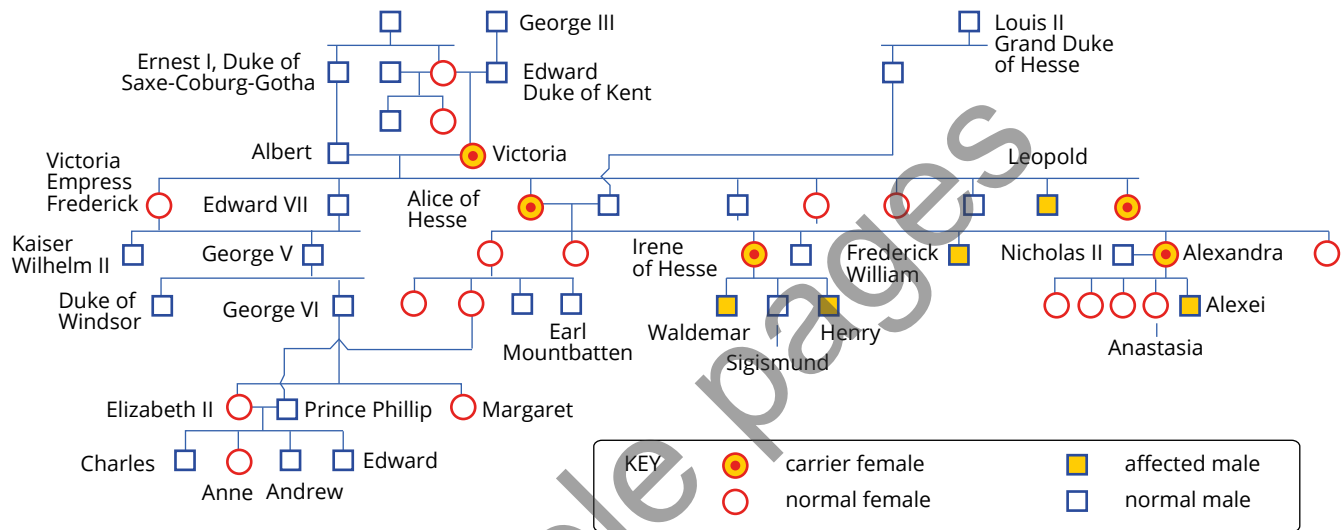 George III
Louis II
Grand Duke
of Hesse
Ernest I, Duke of
Saxe-Coburg-Gotha
Edward
Duke of Kent
Albert
Victoria
Leopold
Victoria
Empress
Frederick
Edward VII
Alice of
Hesse
Kaiser
Wilhelm II
George V
Irene
of Hesse
Frederick
William
Nicholas II
Alexandra
Duke of
Windsor
George VI
Earl
Mountbatten
Waldemar
Sigismund
Henry
Alexei
Anastasia
Elizabeth II
Prince Phillip
Margaret
Charles
Anne
Andrew
Edward
KEY
carrier female
affected male
normal female
normal male
le pages